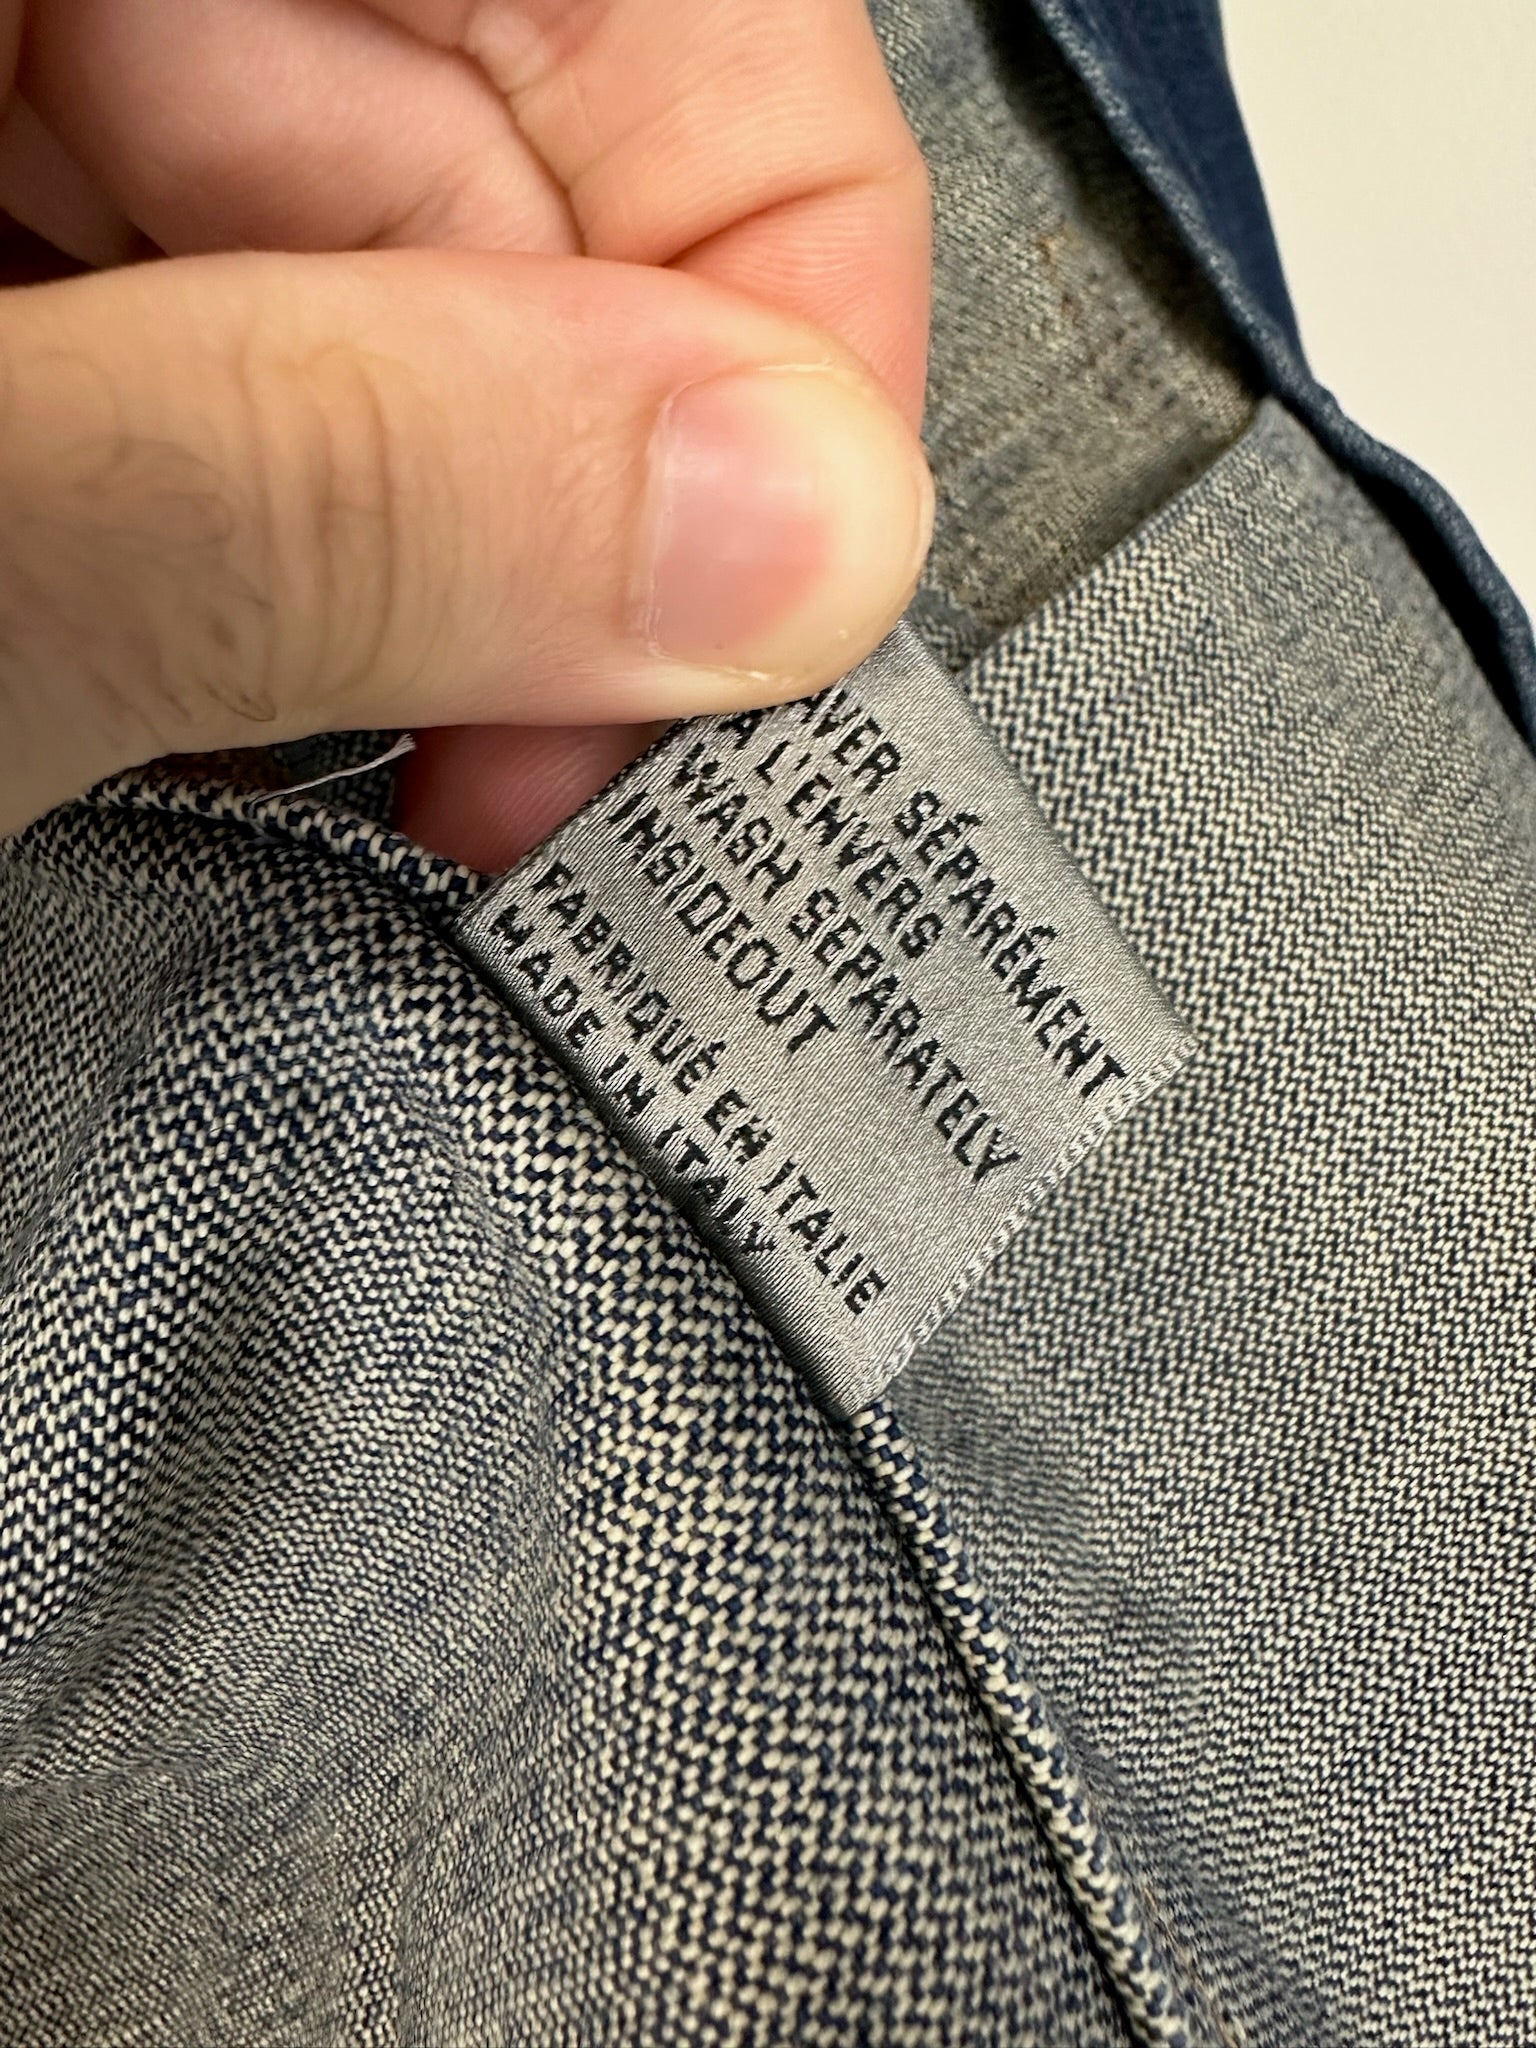 AVER SÉPARÉMENT
A L'ENVERS
WASH SEPARATELY
INSIDEOUT
FABRIQUÉ EN ITALIE
MADE IN ITALY